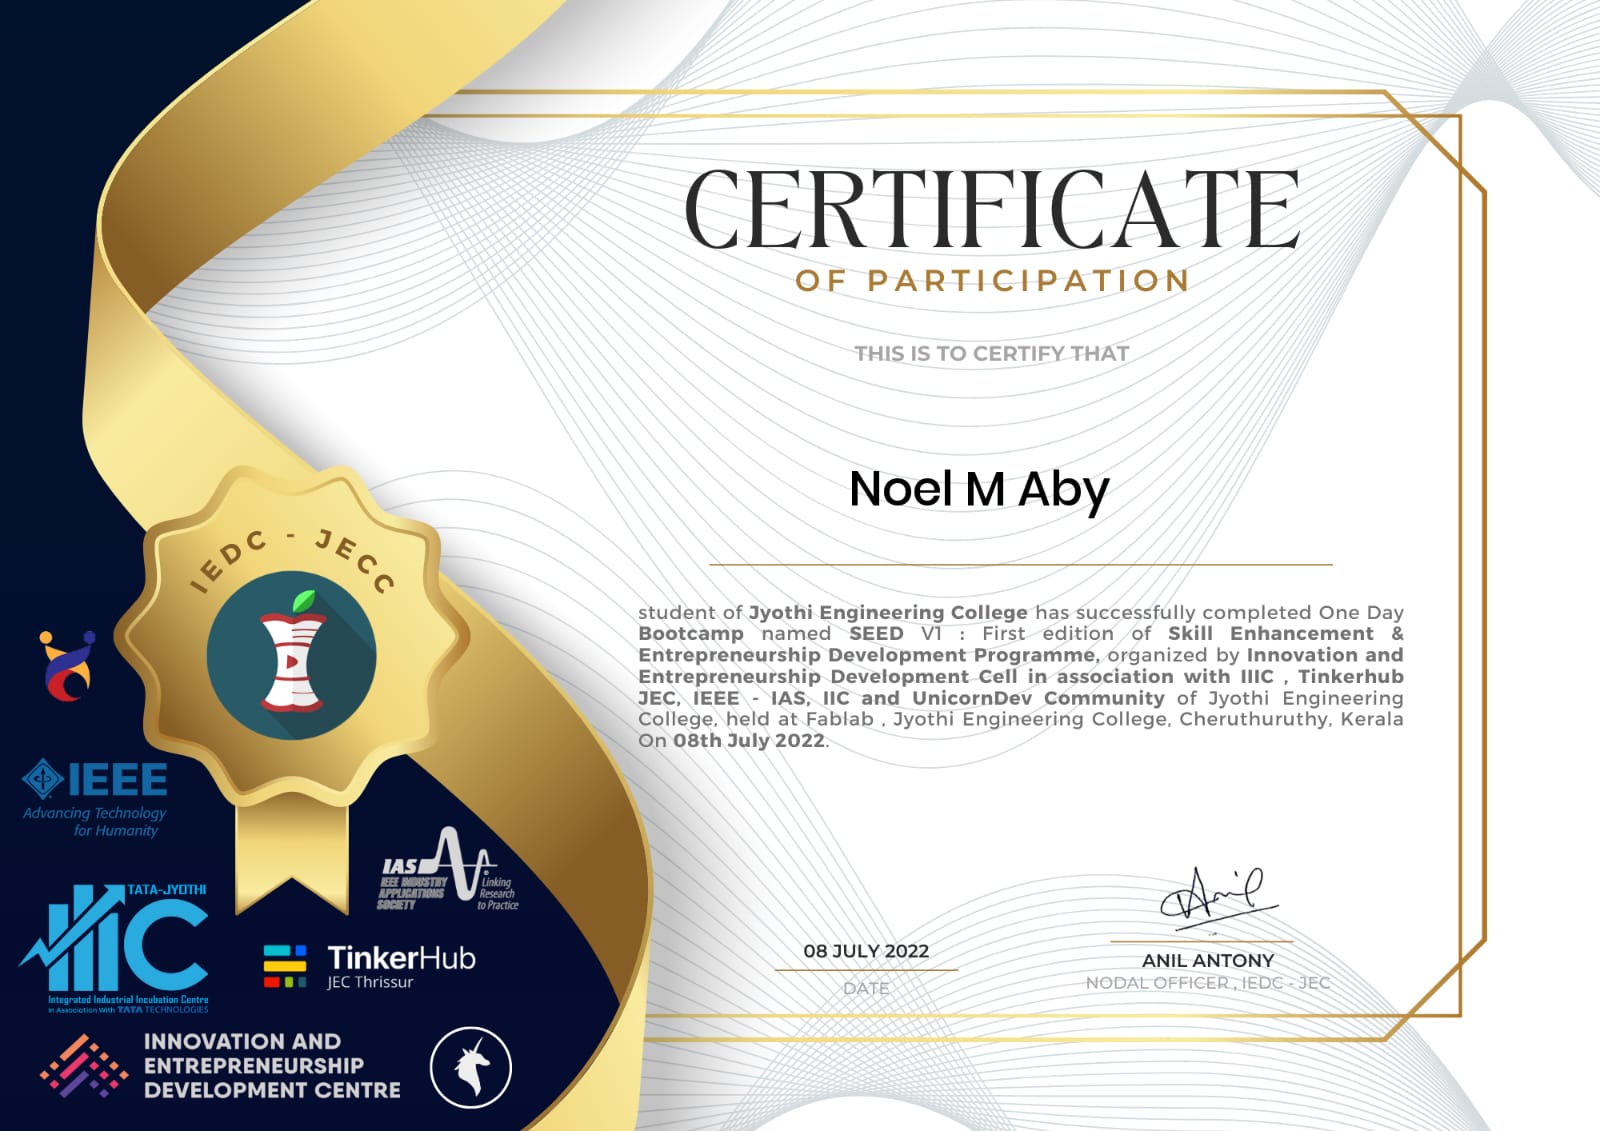 CERTIFICATE
OF PARTICIPATION
THIS IS TO CERTIFY THAT
Noel M Aby
student of Jyothi Engineering College has successfully completed One Day
Bootcamp named SEED V1 : First edition of Skill Enhancement &
Entrepreneurship Development Programme, organized by Innovation and
Entrepreneurship Development Cell in association with IIIC , Tinkerhub
JEC, IEEE - IAS, IIC and UnicornDev Community of Jyothi Engineering
College, held at Fablab , Jyothi Engineering College, Cheruthuruthy, Kerala
On 08th July 2022.
08 JULY 2022
DATE
Anil
ANIL ANTONY
NODAL OFFICER , IEDC - JEC
IEDC - JECC
IEEE
Advancing Technology
for Humanity
IAS
IEEE INDUSTRY
APPLICATIONS
SOCIETY
Linking
Research
to Practice
TATA-JYOTHI
IIIC
Integrated Industrial Incubation Centre
in Association With TATA TECHNOLOGIES
TinkerHub
JEC Thrissur
INNOVATION AND
ENTREPRENEURSHIP
DEVELOPMENT CENTRE